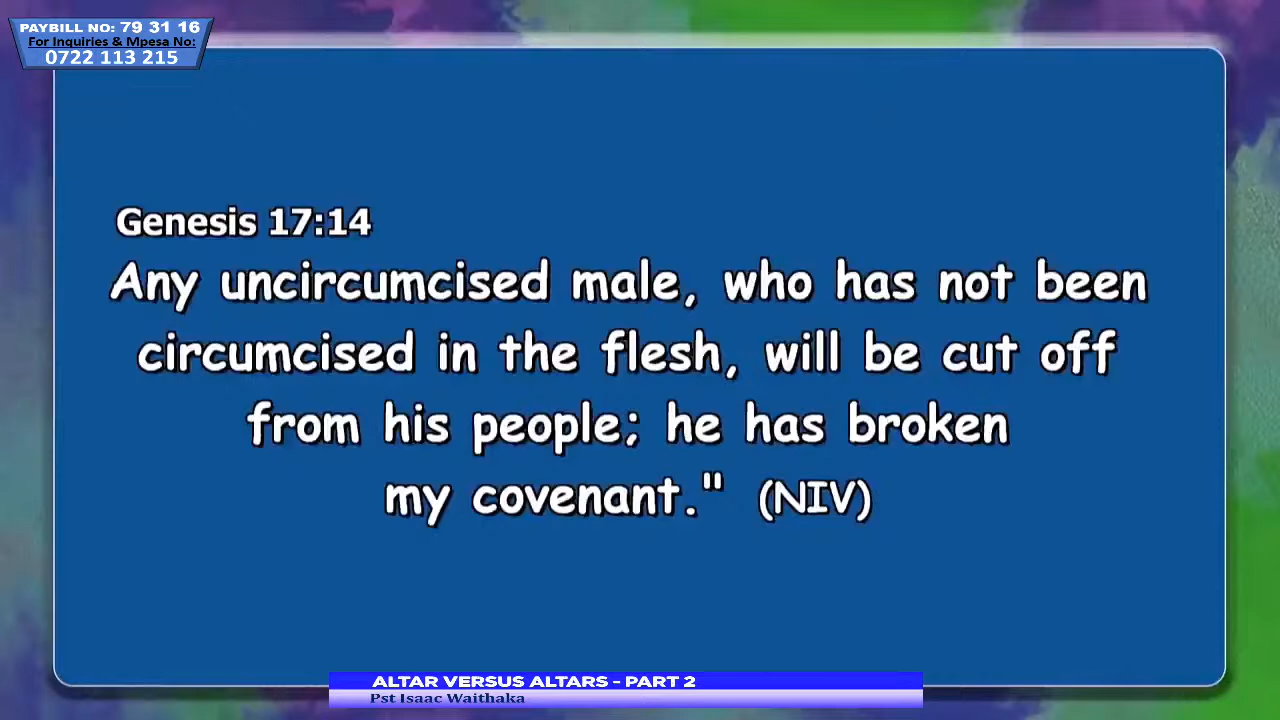 PAYBILL NO: 79 31 16
For Inquiries & Mpesa No:
0722 113 215
Genesis 17:14
Any uncircumcised male, who has not been
circumcised in the flesh, will be cut off
from his people; he has broken
my covenant." (NIV)
ALTAR VERSUS ALTARS - PART 2
Pst Isaac Waithaka